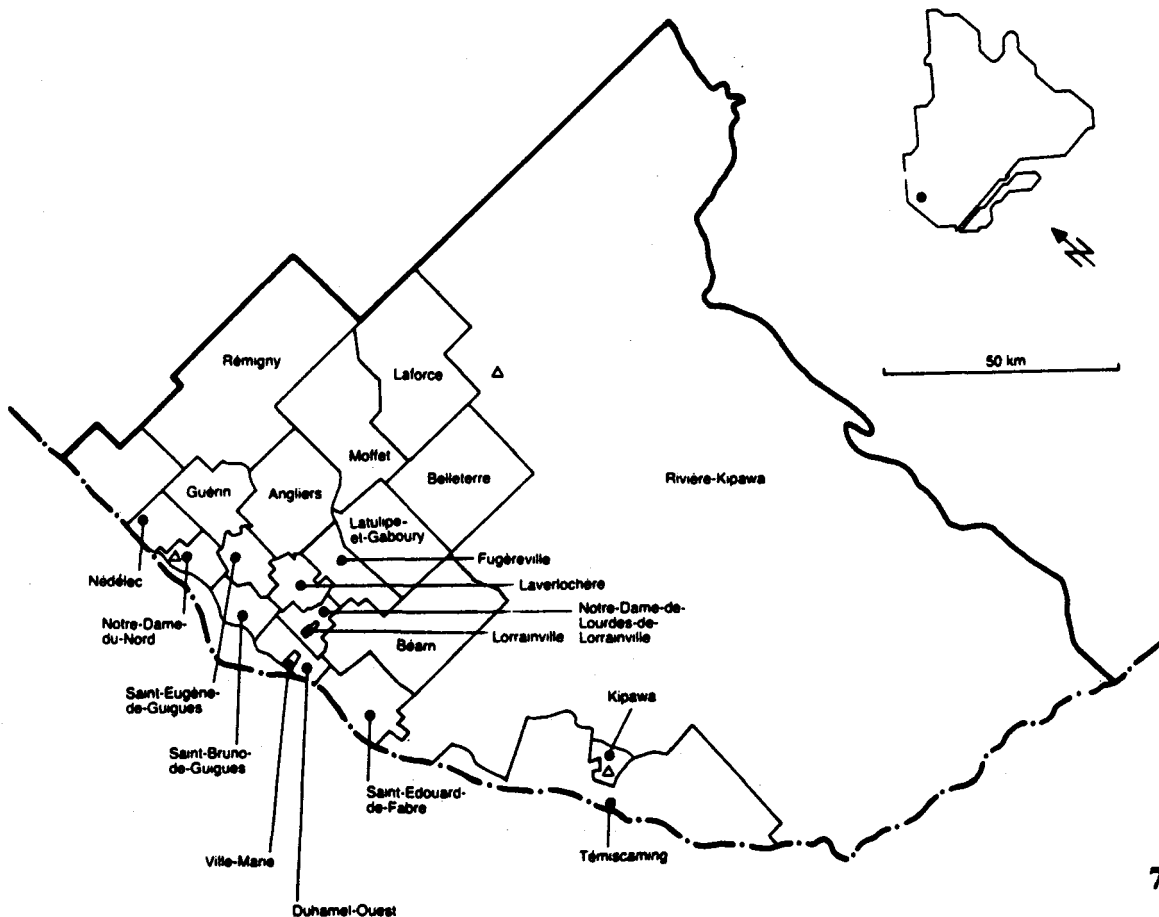 N
50 km
Rémigny
Laforce
Moffet
Belleterre
Rivière-Kipawa
Guérin
Angliers
Latulipe-
et-Gaboury
Fugèreville
Nédélec
Laverlochère
Notre-Dame-
du-Nord
Lorrainville
Notre-Dame-de-
Lourdes-de-
Lorrainville
Béarn
Saint-Eugène-
de-Guigues
Kipawa
Saint-Bruno-
de-Guigues
Saint-Edouard-
de-Fabre
Ville-Marie
Témiscaming
Duhamel-Ouest
7